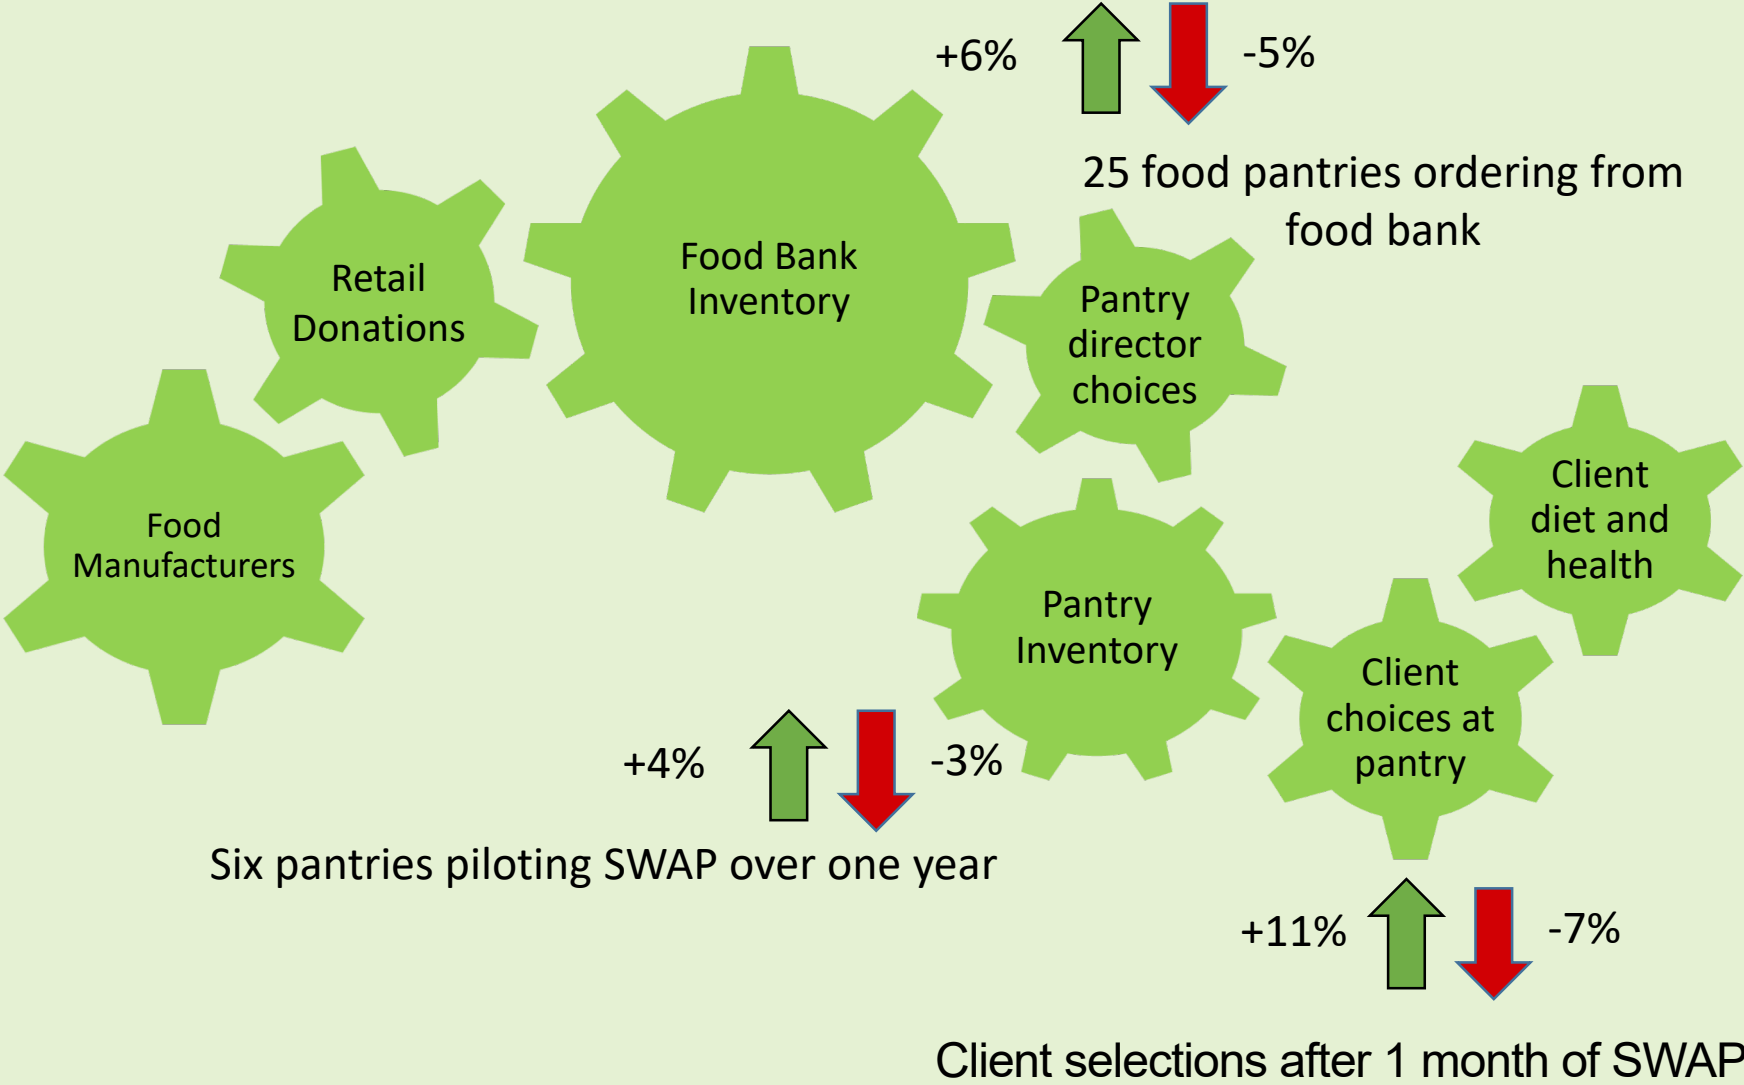 +6%
-5%
25 food pantries ordering from
food bank
Food Bank
Inventory
Retail
Donations
Pantry
director
choices
Food
Manufacturers
Client
diet and
health
Pantry
Inventory
Client
choices at
pantry
+4%
-3%
Six pantries piloting SWAP over one year
+11%
-7%
Client selections after 1 month of SWAP